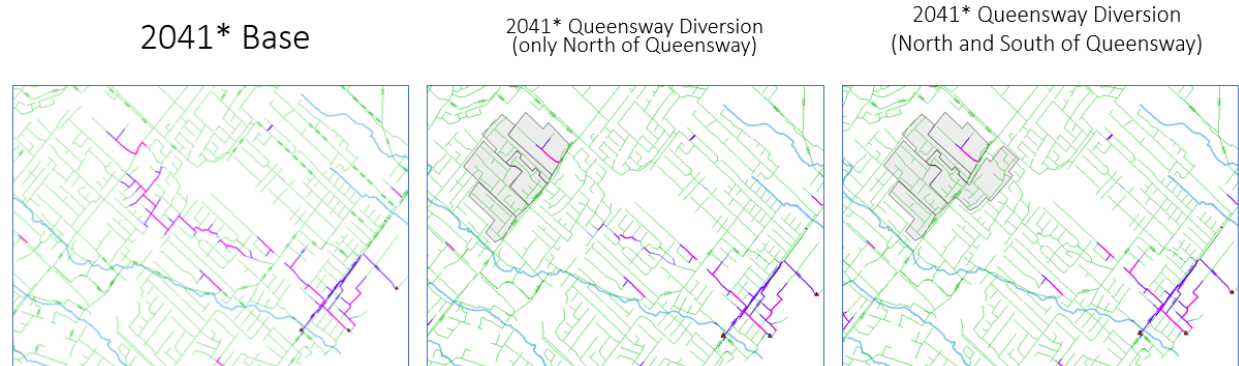 2041* Base
2041* Queensway Diversion
(only North of Queensway)
2041* Queensway Diversion
(North and South of Queensway)